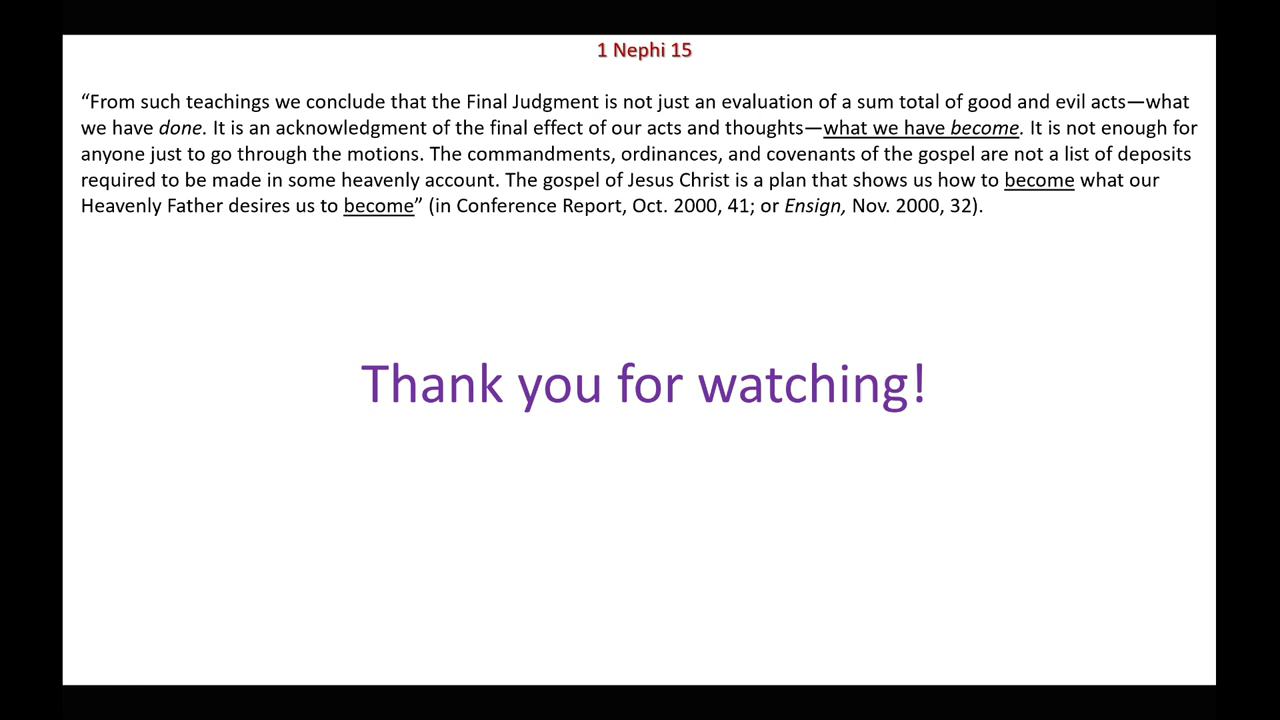 1 Nephi 15
“From such teachings we conclude that the Final Judgment is not just an evaluation of a sum total of good and evil acts—what
we have done. It is an acknowledgment of the final effect of our acts and thoughts—what we have become. It is not enough for
anyone just to go through the motions. The commandments, ordinances, and covenants of the gospel are not a list of deposits
required to be made in some heavenly account. The gospel of Jesus Christ is a plan that shows us how to become what our
Heavenly Father desires us to become” (in Conference Report, Oct. 2000, 41; or Ensign, Nov. 2000, 32).
Thank you for watching!